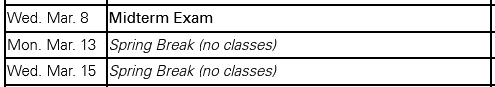 Wed. Mar. 8 Midterm Exam
Mon. Mar. 13 Spring Break (no classes)
Wed. Mar. 15 Spring Break (no classes)